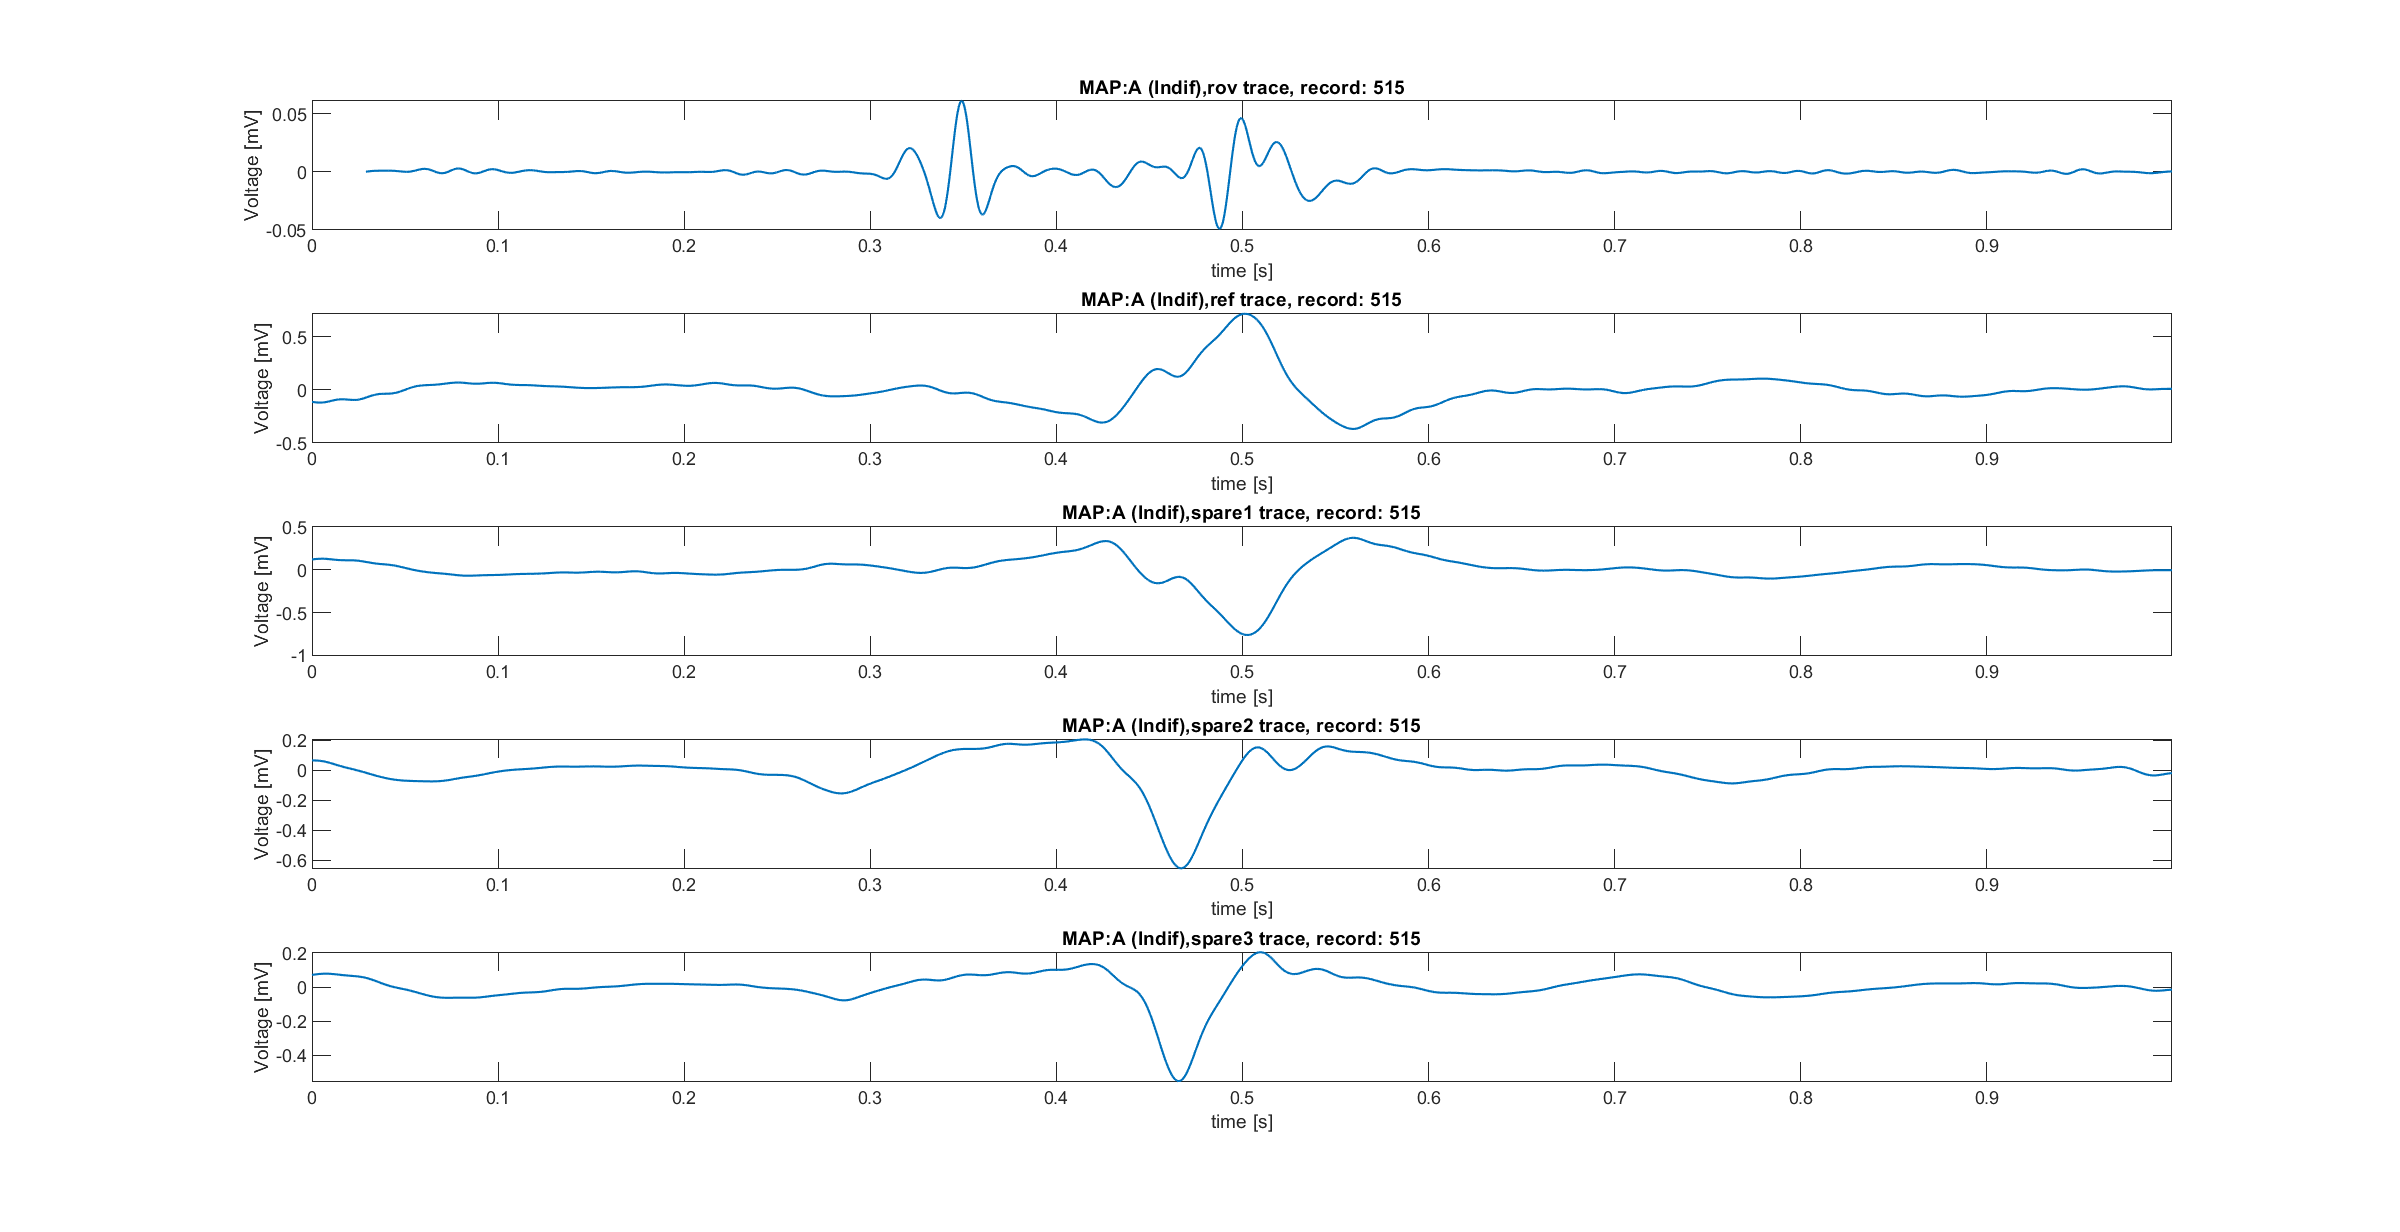 MAP:A (Indif),rov trace, record: 515
Voltage [mV]
0.05
0
-0.05
0 0.1 0.2 0.3 0.4 0.5 0.6 0.7 0.8 0.9
time [s]
MAP:A (Indif),ref trace, record: 515
Voltage [mV]
0.5
0
-0.5
0 0.1 0.2 0.3 0.4 0.5 0.6 0.7 0.8 0.9
time [s]
MAP:A (Indif),spare1 trace, record: 515
Voltage [mV]
0.5
0
-0.5
-1
0 0.1 0.2 0.3 0.4 0.5 0.6 0.7 0.8 0.9
time [s]
MAP:A (Indif),spare2 trace, record: 515
Voltage [mV]
0.2
0
-0.2
-0.4
-0.6
0 0.1 0.2 0.3 0.4 0.5 0.6 0.7 0.8 0.9
time [s]
MAP:A (Indif),spare3 trace, record: 515
Voltage [mV]
0.2
0
-0.2
-0.4
0 0.1 0.2 0.3 0.4 0.5 0.6 0.7 0.8 0.9
time [s]